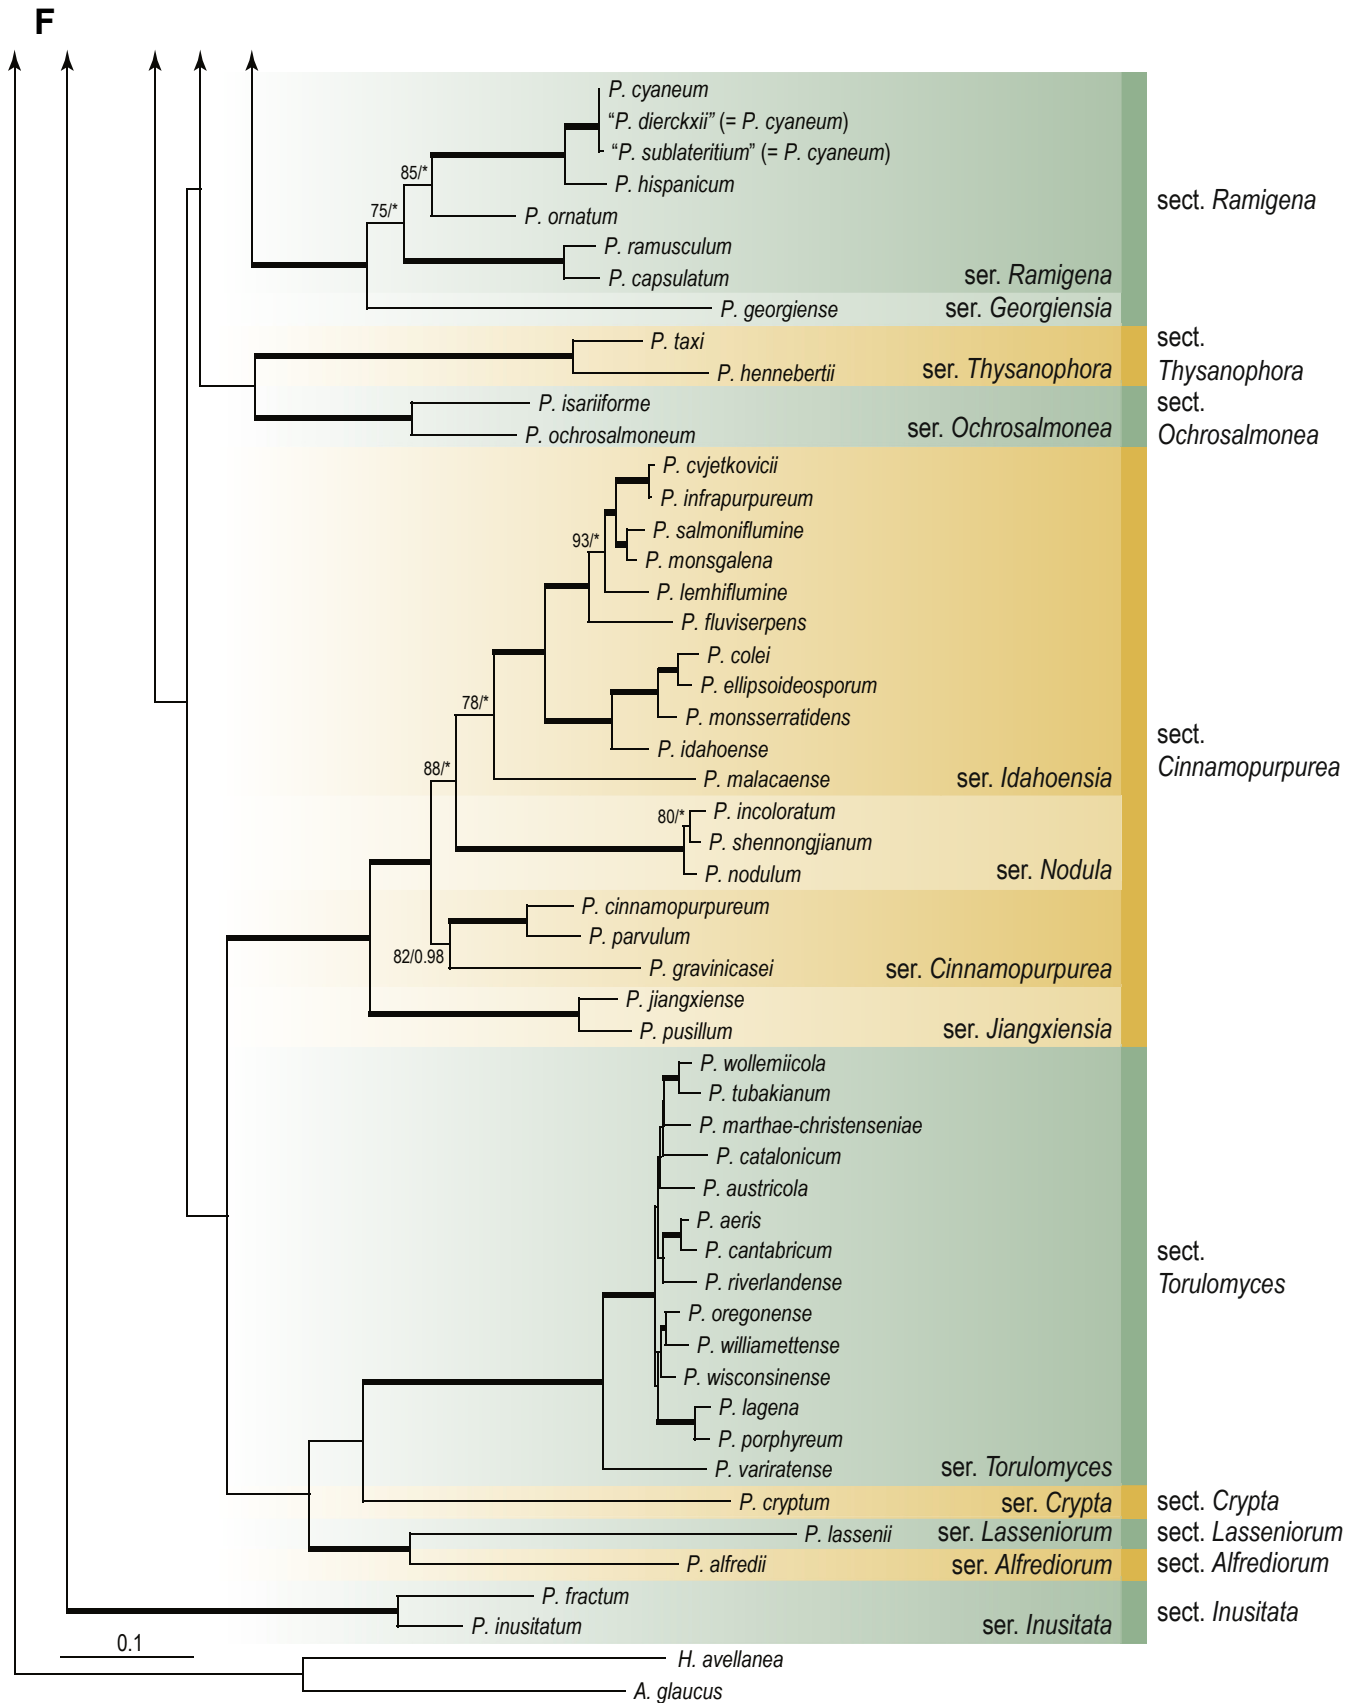 F
P. cyaneum
“P. dierckxii” (= P. cyaneum)
“P. sublateritium” (= P. cyaneum)
85/*
P. hispanicum
sect. Ramigena
75/*
P. ornatum
P. ramusculum
P. capsulatum
ser. Ramigena
P. georgiense
ser. Georgiensia
P. taxi
sect.
Thysanophora
P. hennebertii
ser. Thysanophora
P. isariiforme
sect.
Ochrosalmonea
P. ochrosalmoneum
ser. Ochrosalmonea
P. cvjetkovicii
P. infrapurpureum
P. salmoniflumine
93/*
P. monsgalena
P. lemhiflumine
P. fluviserpens
P. colei
P. ellipsoideosporum
78/*
P. monsserratidens
P. idahoense
sect.
Cinnamopurpurea
88/*
P. malacaense
ser. Idahoensia
80/*
P. incoloratum
P. shennongjianum
P. nodulum
ser. Nodula
P. cinnamopurpureum
P. parvulum
82/0.98
P. gravinicasei
ser. Cinnamopurpurea
P. jiangxiense
P. pusillum
ser. Jiangxiensia
P. wollemiicola
P. tubakianum
P. marthae-christenseniae
P. catalonicum
P. austricola
P. aeris
P. cantabricum
sect.
Torulomyces
P. riverlandense
P. oregonense
P. williamettense
P. wisconsinense
P. lagena
P. porphyreum
P. variratense
ser. Torulomyces
P. cryptum
ser. Crypta
sect. Crypta
P. lassenii
ser. Lasseniorum
sect. Lasseniorum
P. alfredii
ser. Alfrediorum
sect. Alfrediorum
P. fractum
sect. Inusitata
P. inusitatum
ser. Inusitata
0.1
H. avellanea
A. glaucus